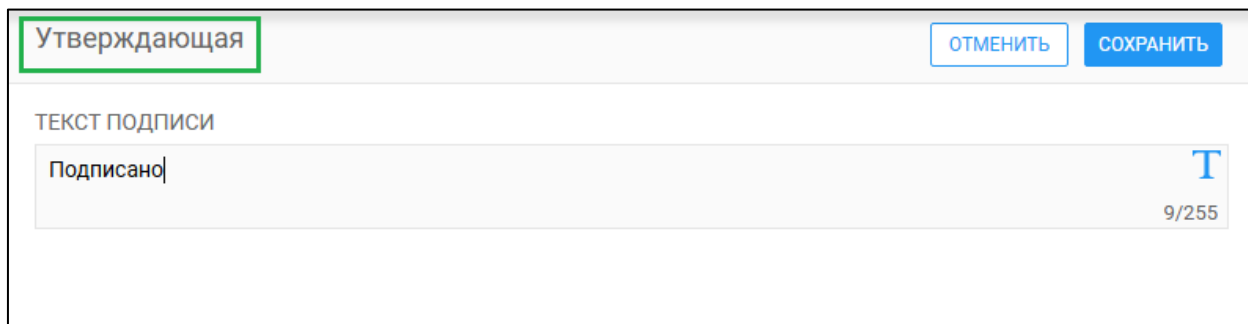 Утверждающая
ОТМЕНИТЬ
СОХРАНИТЬ
ТЕКСТ ПОДПИСИ
Подписано
T
9/255